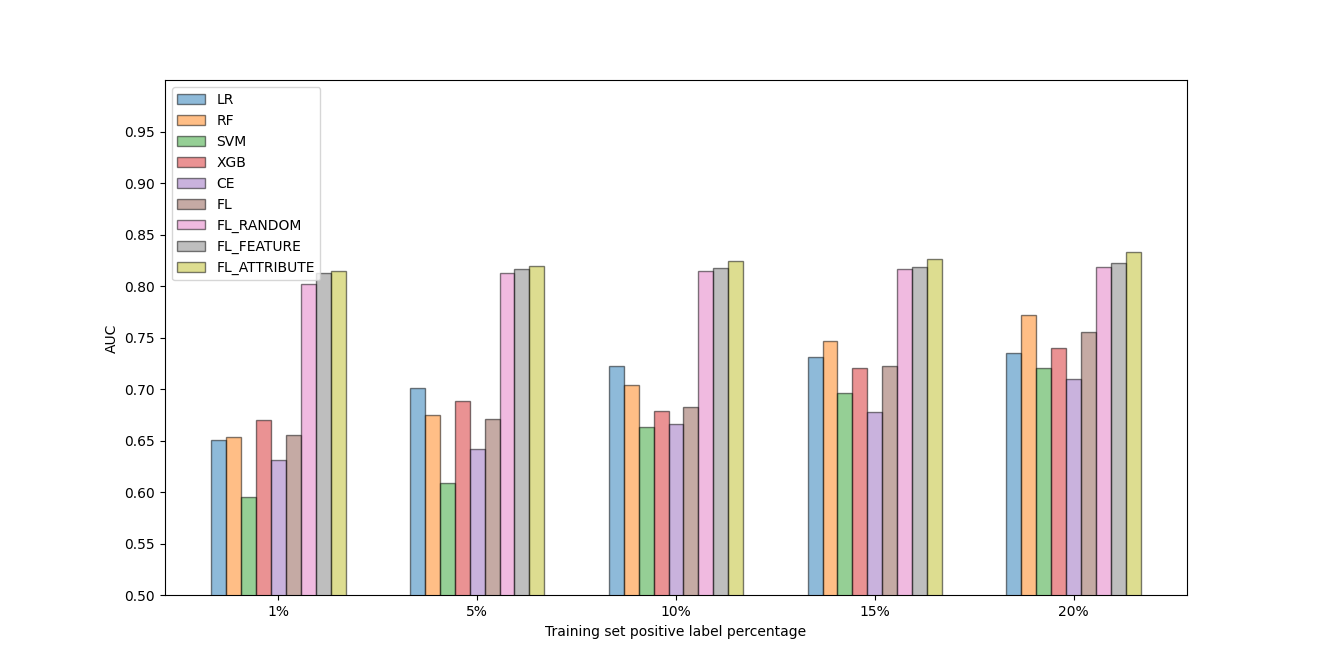 LR
RF
SVM
XGB
CE
FL
FL_RANDOM
FL_FEATURE
FL_ATTRIBUTE
AUC
0.95
0.90
0.85
0.80
0.75
0.70
0.65
0.60
0.55
0.50
1% 5% 10% 15% 20%
Training set positive label percentage